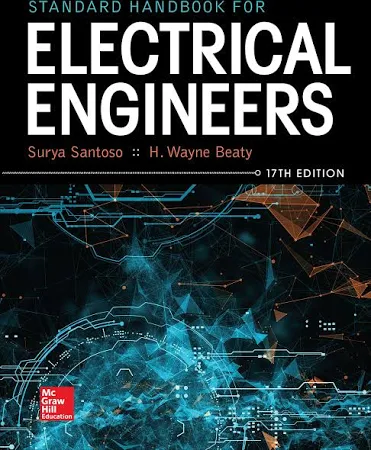 STANDARD HANDBOOK FOR
ELECTRICAL
ENGINEERS
Surya Santoso :: H. Wayne Beaty
17TH EDITION
Mc
Graw
Hill
Education